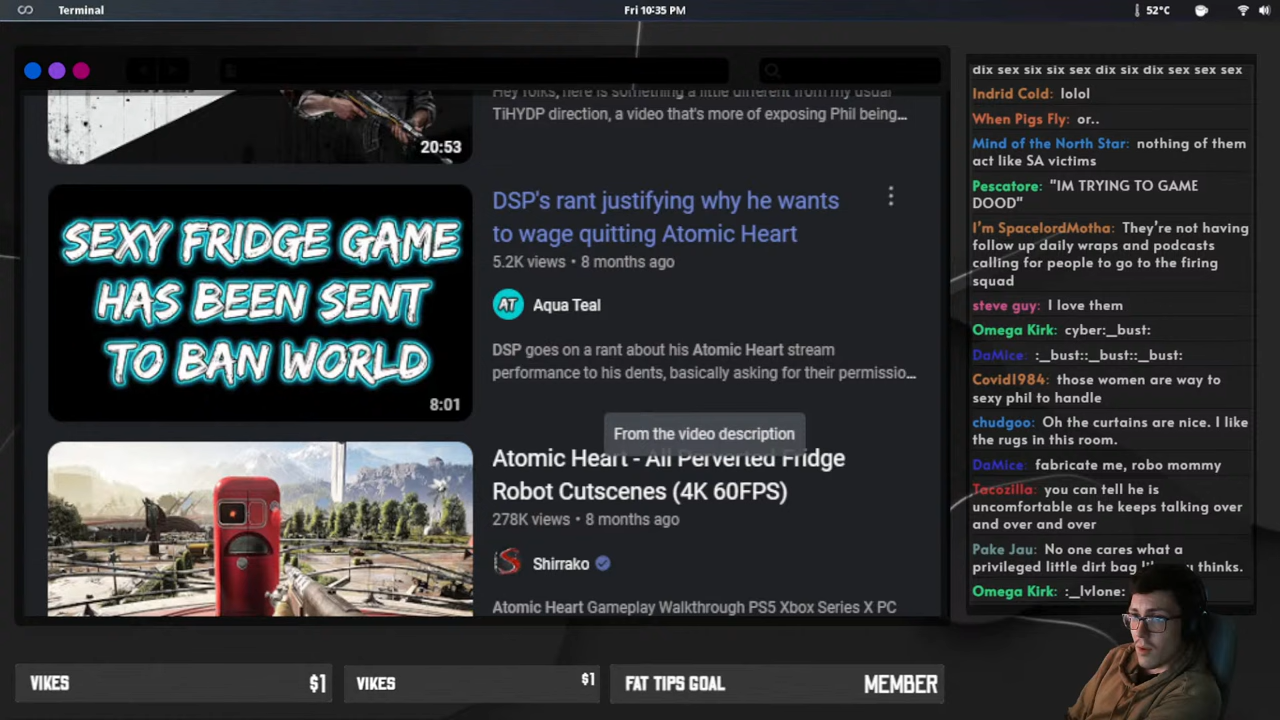 Terminal
Fri 10:35 PM
52°C
Hey folks, here is something a little different from my usual
TiHYDP direction, a video that's more of exposing Phil being...
20:53
SEXY FRIDGE GAME
HAS BEEN SENT
TO BAN WORLD
8:01
DSP's rant justifying why he wants
to wage quitting Atomic Heart
5.2K views • 8 months ago
AT Aqua Teal
DSP goes on a rant about his Atomic Heart stream
performance to his dents, basically asking for their permissio...
From the video description
Atomic Heart - All Perverted Fridge
Robot Cutscenes (4K 60FPS)
278K views • 8 months ago
Shirrako
Atomic Heart Gameplay Walkthrough PS5 Xbox Series X PC
dix sex six six sex dix six dix sex sex sex
Indrid Cold: lolol
When Pigs Fly: or..
Mind of the North Star: nothing of them
act like SA victims
Pescatore: "IM TRYING TO GAME
DOOD"
I'm SpacelordMotha: They're not having
follow up daily wraps and podcasts
calling for people to go to the firing
squad
steve guy: I love them
Omega Kirk: cyber:_bust:
DaMice: :_bust::_bust::_bust:
Covid1984: those women are way to
sexy phil to handle
chudgoo: Oh the curtains are nice. I like
the rugs in this room.
DaMice: fabricate me, robo mommy
Tacozilla: you can tell he is
uncomfortable as he keeps talking over
and over and over
Pake Jau: No one cares what a
privileged little dirt bag thinks.
Omega Kirk: :_lvlone:
VIKES $1
VIKES $1
FAT TIPS GOAL MEMBER